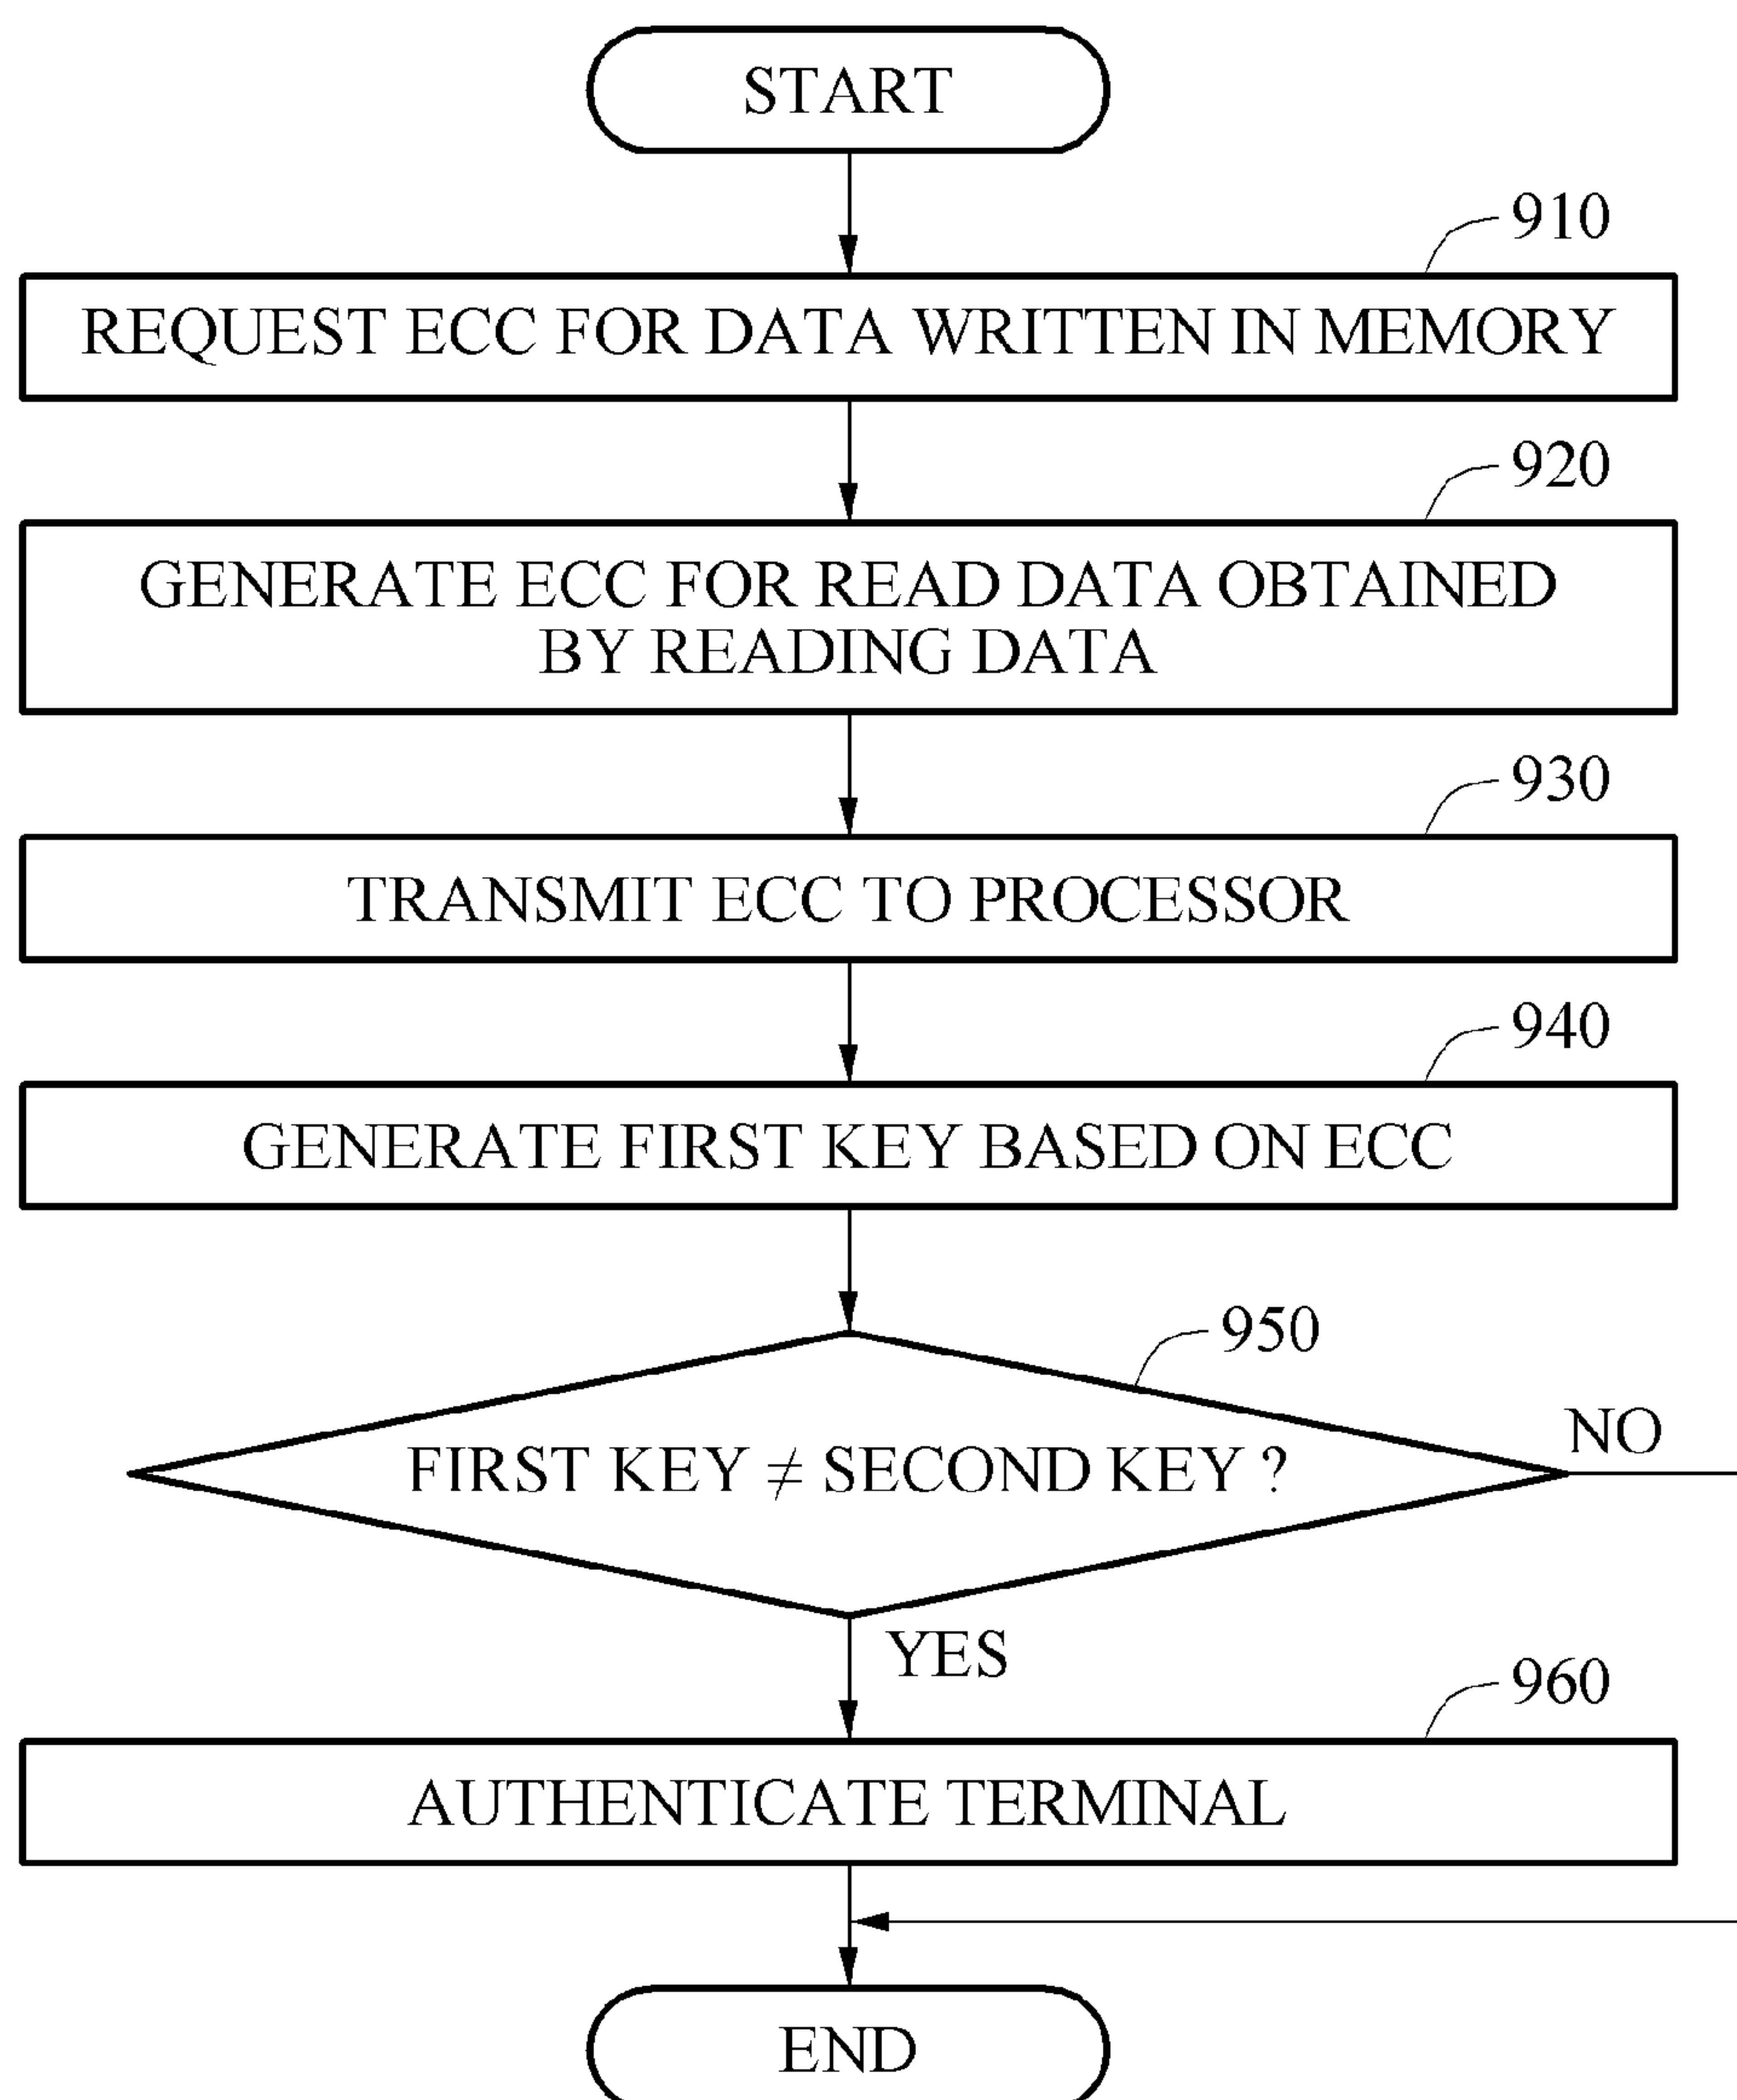 START
910
REQUEST ECC FOR DATA WRITTEN IN MEMORY
920
GENERATE ECC FOR READ DATA OBTAINED
BY READING DATA
930
TRANSMIT ECC TO PROCESSOR
940
GENERATE FIRST KEY BASED ON ECC
950
FIRST KEY ≠ SECOND KEY ?
NO
YES
960
AUTHENTICATE TERMINAL
END